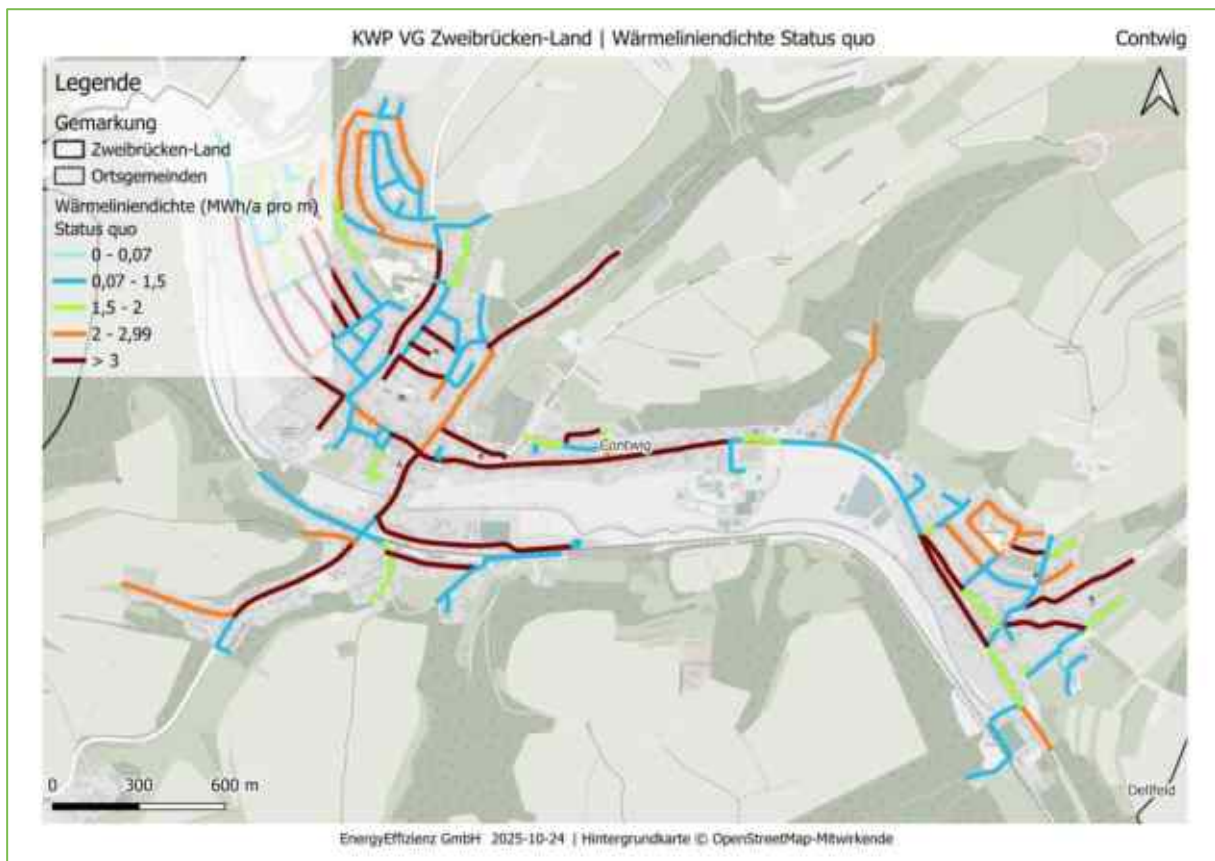 KWP VG Zweibrücken-Land | Wärmeliniendichte Status quo
Contwig
Legende
Gemarkung
Zweibrücken-Land
Ortsgemeinden
Wärmeliniendichte (MWh/a pro m)
Status quo
0 - 0,07
0,07 - 1,5
1,5 - 2
2 - 2,99
> 3
Contwig
Dellfeld
0 300 600 m
EnergyEffizienz GmbH 2025-10-24 | Hintergrundkarte © OpenStreetMap-Mitwirkende